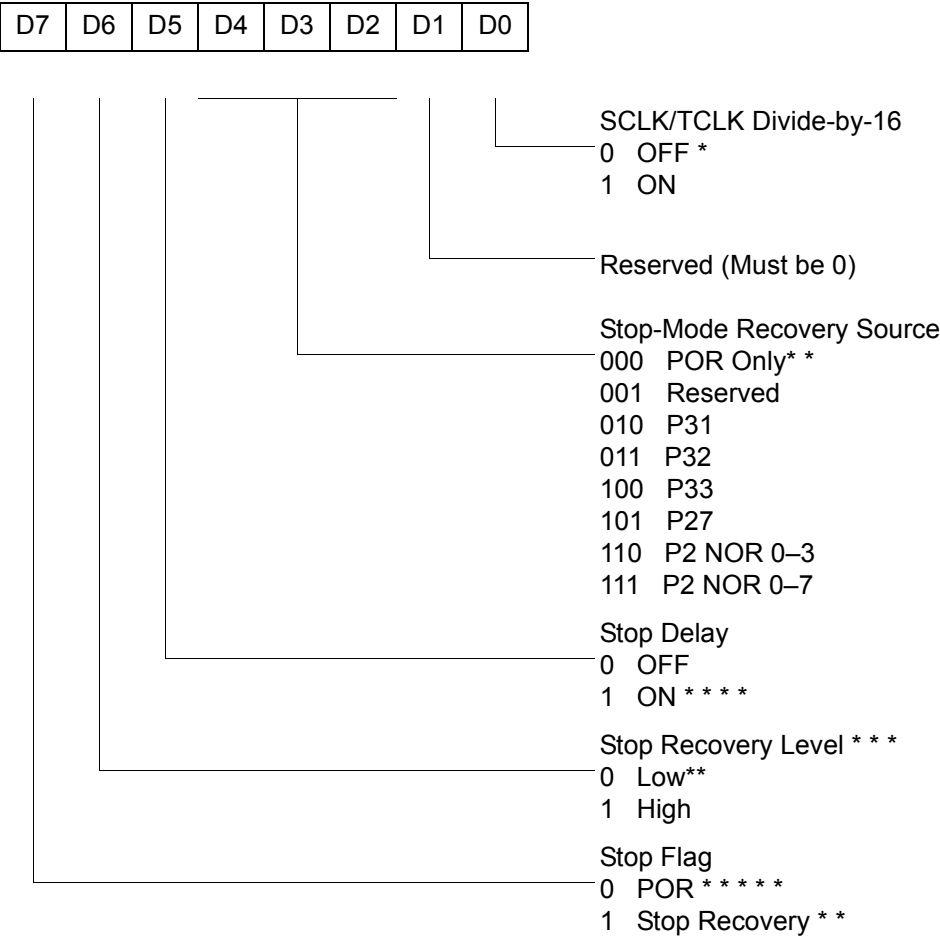 D7 D6 D5 D4 D3 D2 D1 D0
SCLK/TCLK Divide-by-16
0 OFF *
1 ON
Reserved (Must be 0)
Stop-Mode Recovery Source
000 POR Only* *
001 Reserved
010 P31
011 P32
100 P33
101 P27
110 P2 NOR 0–3
111 P2 NOR 0–7
Stop Delay
0 OFF
1 ON * * * *
Stop Recovery Level * * *
0 Low**
1 High
Stop Flag
0 POR * * * * *
1 Stop Recovery * *